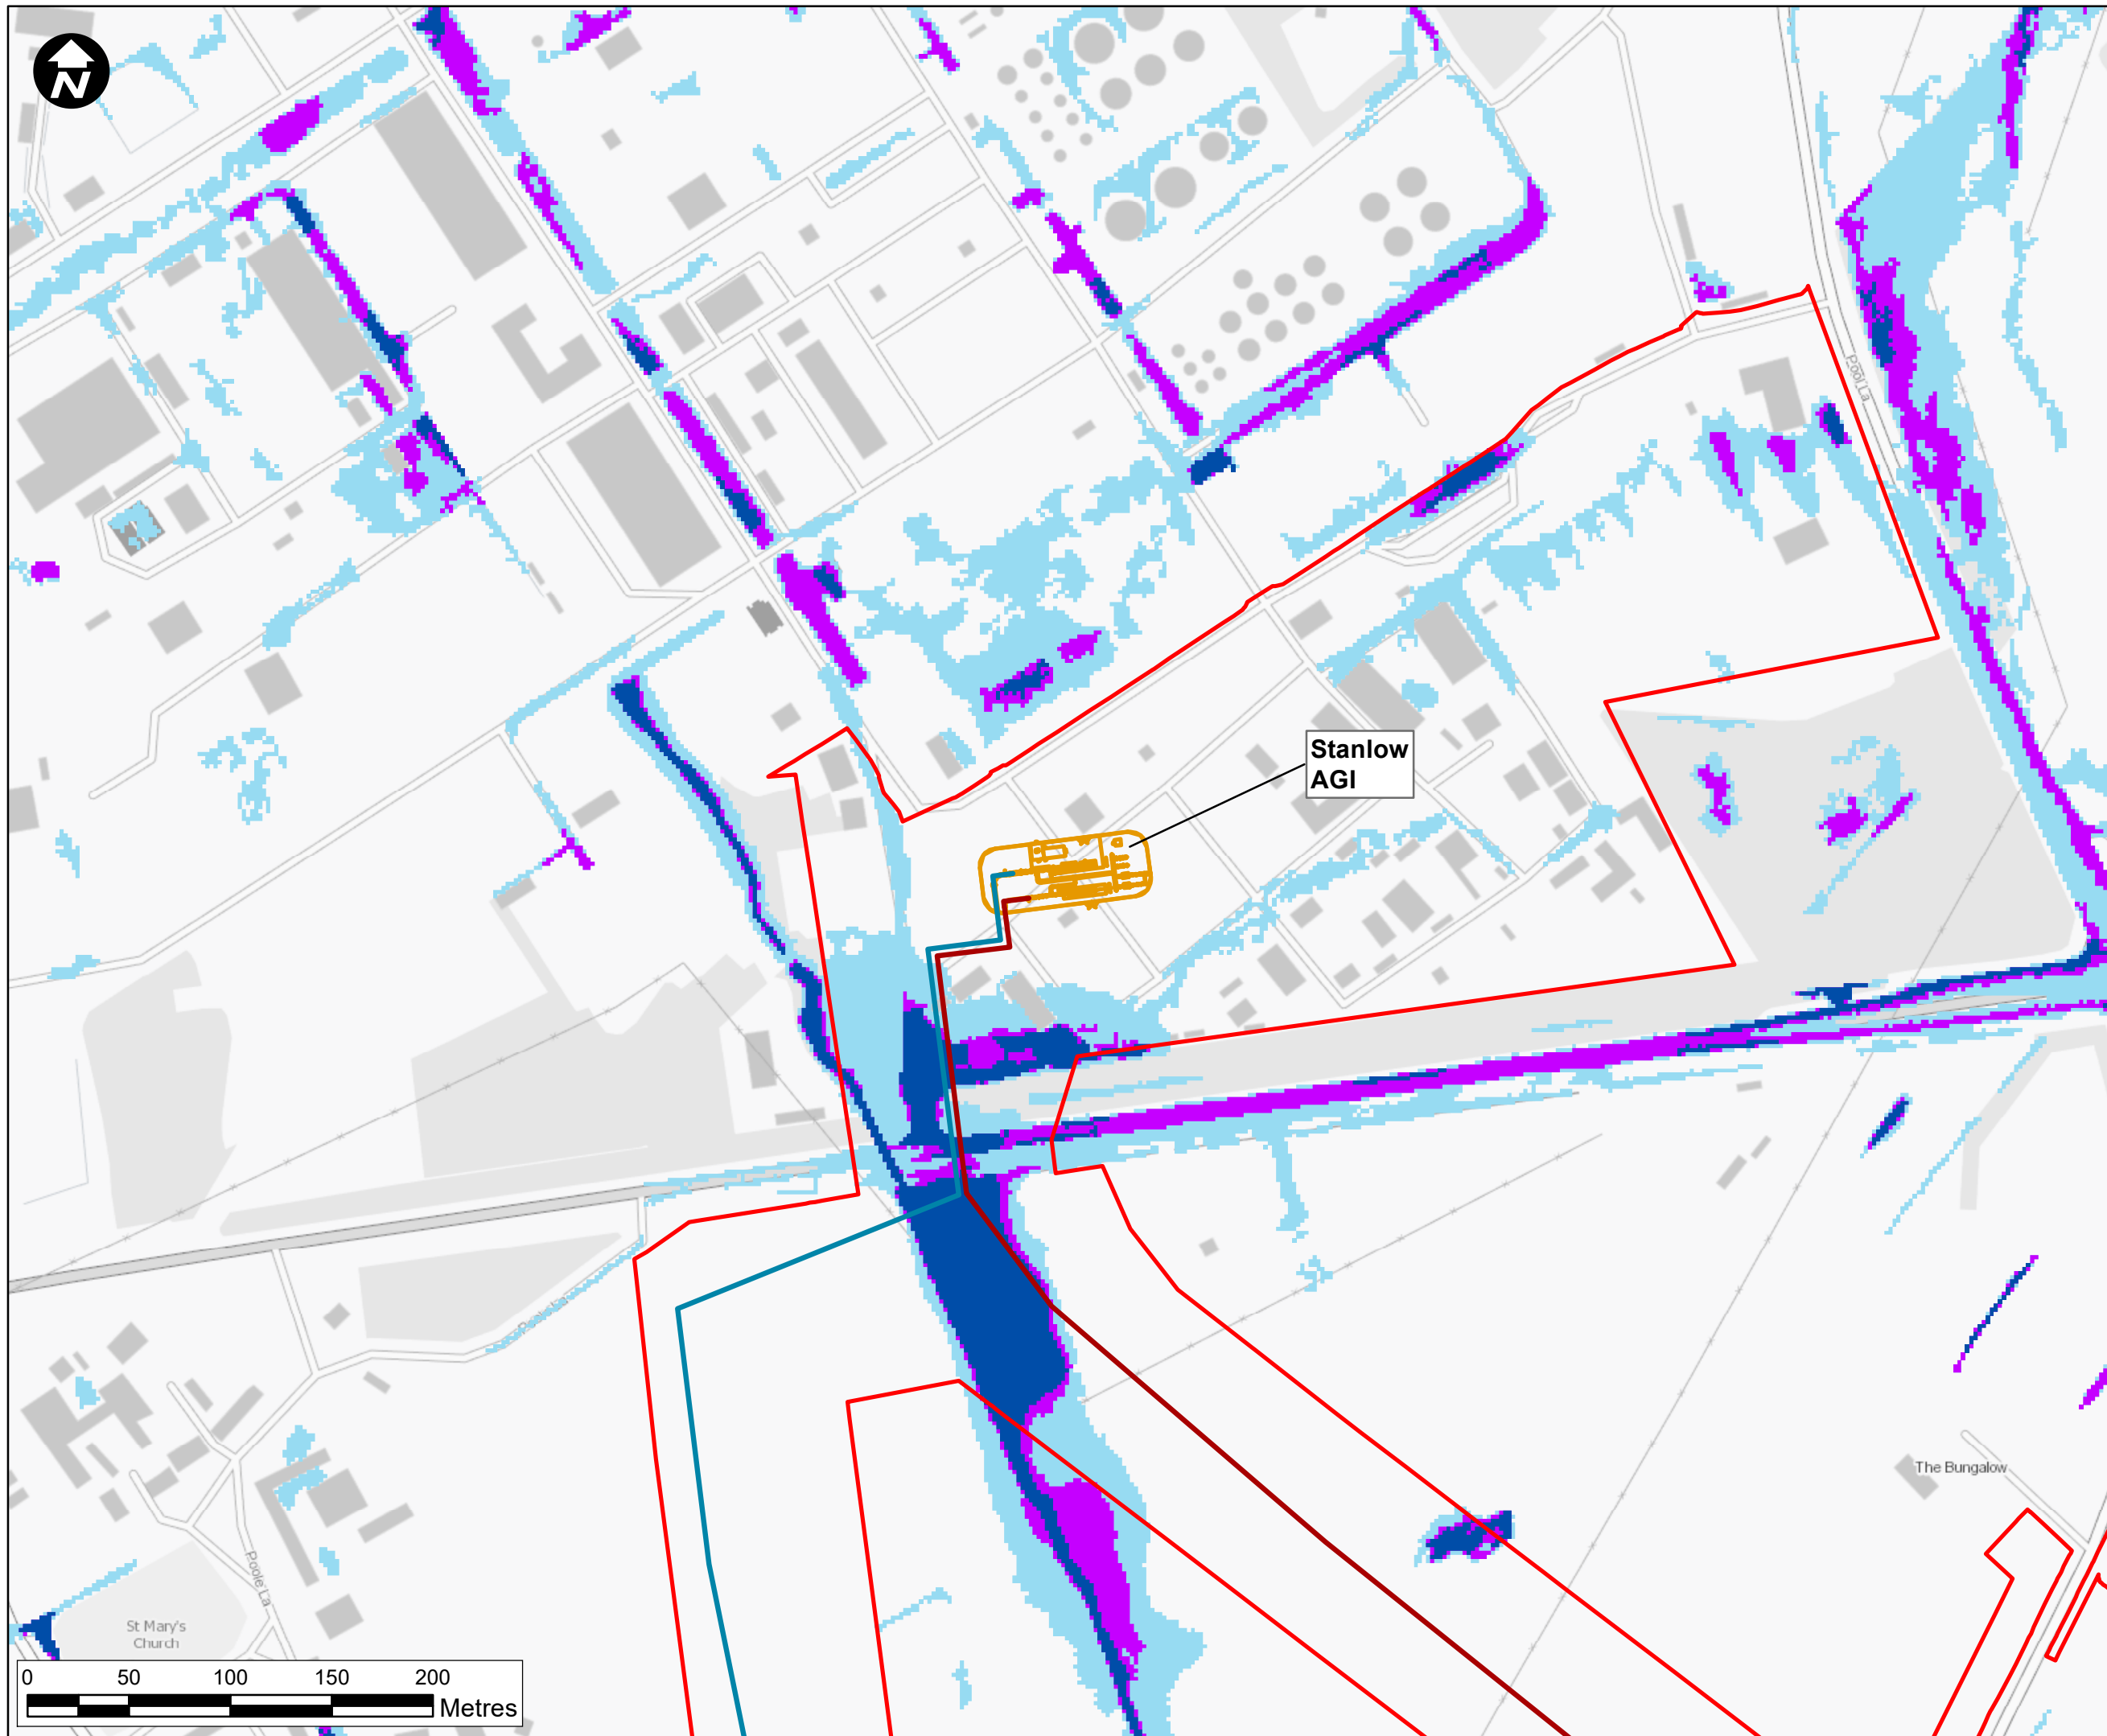 N
Pool La
Stanlow
AGI
The Bungalow
Poole La
St Mary's
Church
0 50 100 150 200
Metres